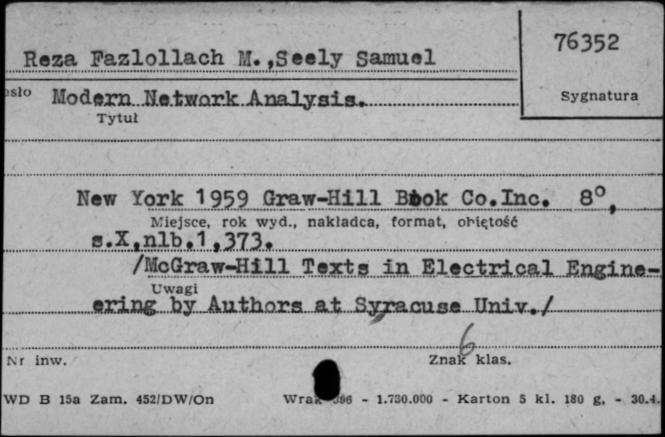 Reza Fazlollach M.,Seely Samuel
76352
Sygnatura
sło Modern Network Analysis.
Tytuł
New York 1959 Graw-Hill Book Co.Inc. 8°,
Miejsce, rok wyd., nakładca, format, objętość
s.X,nlb.1,373.
/McGraw-Hill Texts in Electrical Engine-
Uwagi
ering by Authors at Syracuse Univ./
6
Nr inw.
Znak klas.
WD B 15a Zam. 452/DW/On
- 1.730.000 - Karton 5 kl. 180 g, - 30.4.